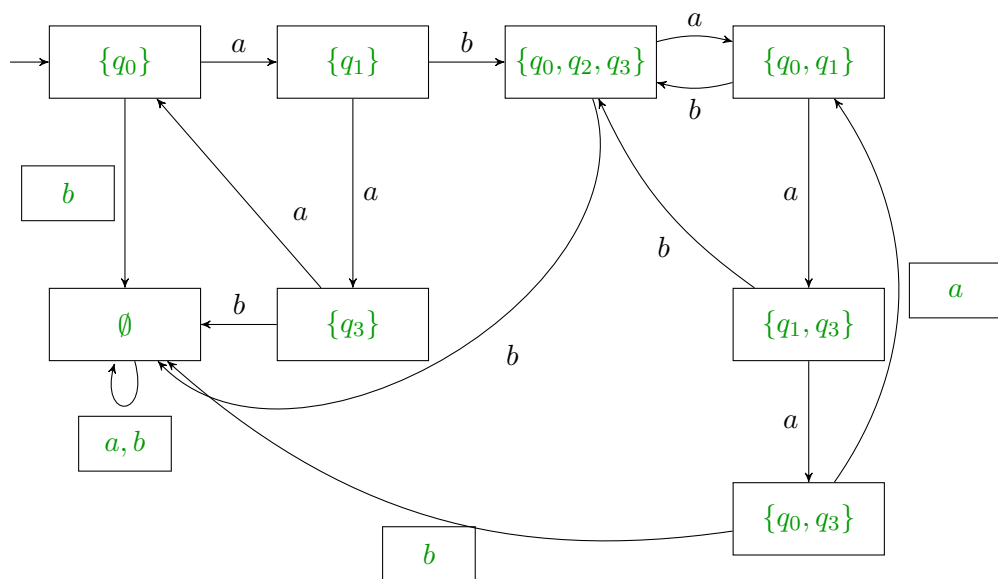 {q₀} a {q₁} b {q₀, q₂, q₃} a {q₀, q₁}
b
b a a
a b a
∅ b {q₃} b {q₁, q₃}
a, b a
{q₀, q₃}
b